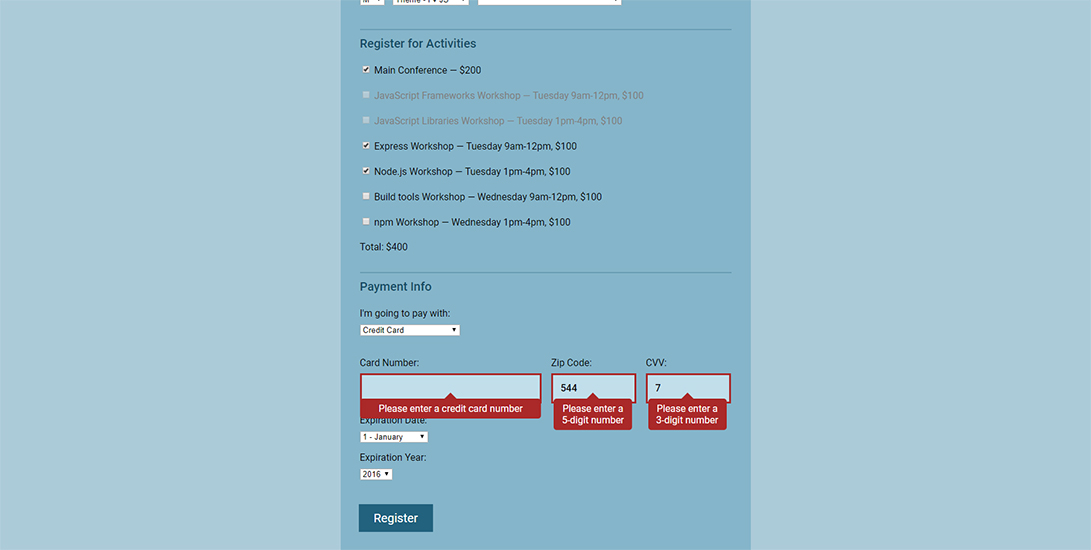 Register for Activities
Main Conference — $200
JavaScript Frameworks Workshop — Tuesday 9am-12pm, $100
JavaScript Libraries Workshop — Tuesday 1pm-4pm, $100
Express Workshop — Tuesday 9am-12pm, $100
Node.js Workshop — Tuesday 1pm-4pm, $100
Build tools Workshop — Wednesday 9am-12pm, $100
npm Workshop — Wednesday 1pm-4pm, $100
Total: $400
Payment Info
I'm going to pay with:
Credit Card
Card Number: Zip Code: CVV:
544 7
Please enter a credit card number
Please enter a
5-digit number
Please enter a
3-digit number
Expiration Date:
1 - January
Expiration Year:
2016
Register